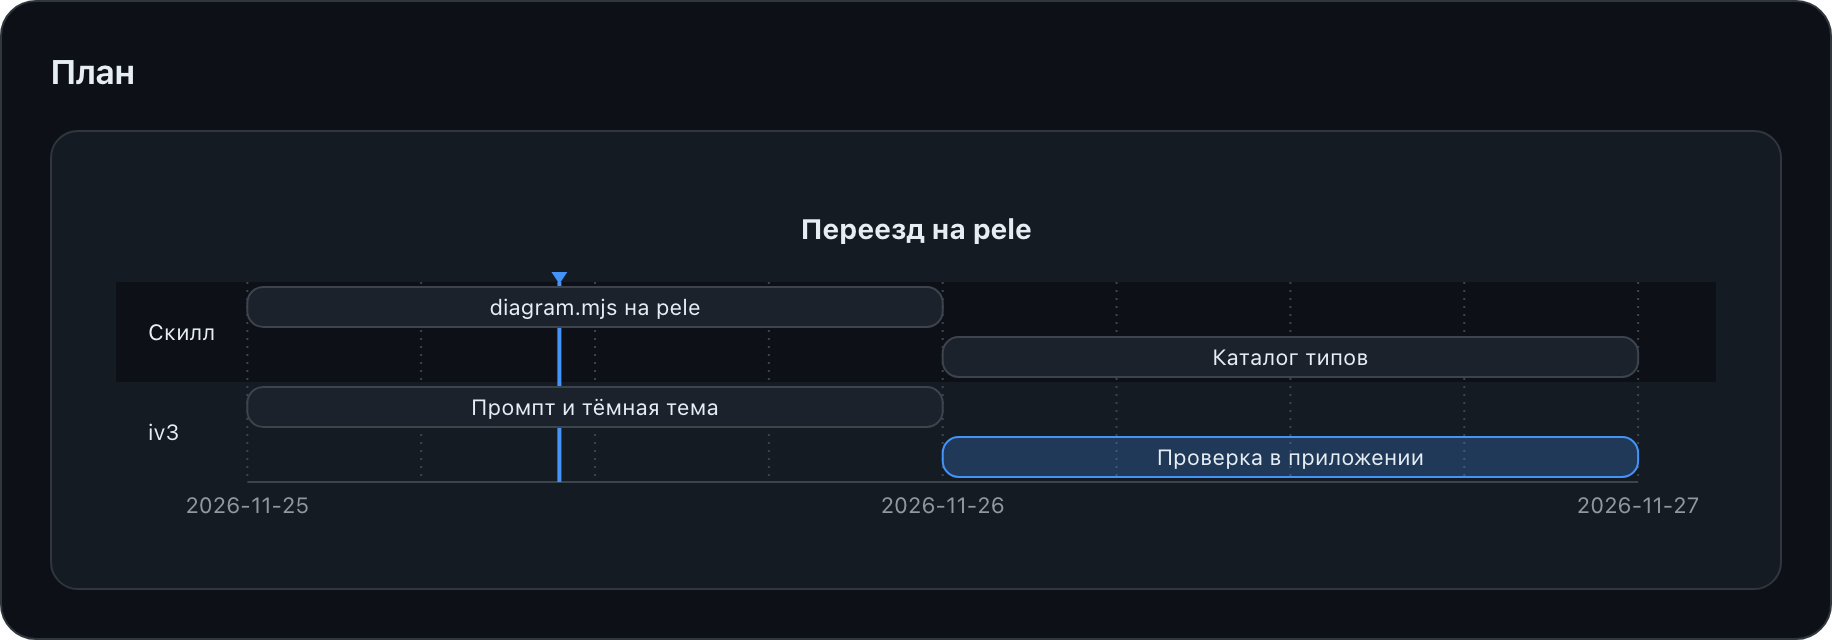 План
Переезд на pele
diagram.mjs на pele
Скилл
Каталог типов
Промпт и тёмная тема
iv3
Проверка в приложении
2026-11-25 2026-11-26 2026-11-27